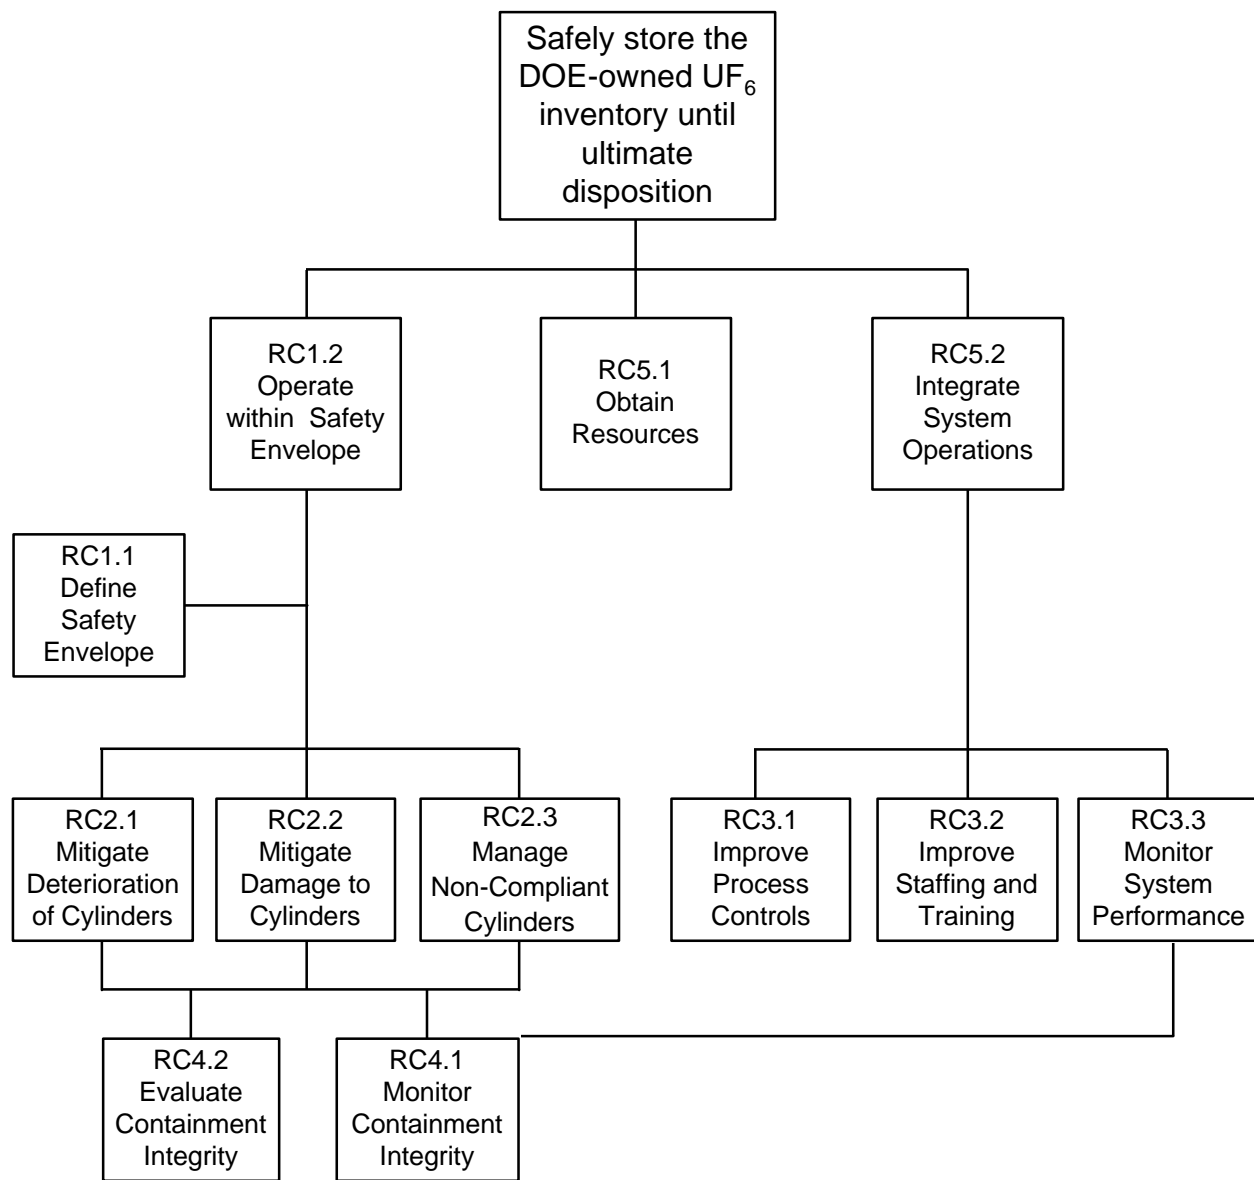 Safely store the
DOE-owned UF6
inventory until
ultimate
disposition
RC1.2
Operate
within Safety
Envelope
RC5.1
Obtain
Resources
RC5.2
Integrate
System
Operations
RC1.1
Define
Safety
Envelope
RC2.1
Mitigate
Deterioration
of Cylinders
RC2.2
Mitigate
Damage to
Cylinders
RC2.3
Manage
Non-Compliant
Cylinders
RC3.1
Improve
Process
Controls
RC3.2
Improve
Staffing and
Training
RC3.3
Monitor
System
Performance
RC4.2
Evaluate
Containment
Integrity
RC4.1
Monitor
Containment
Integrity